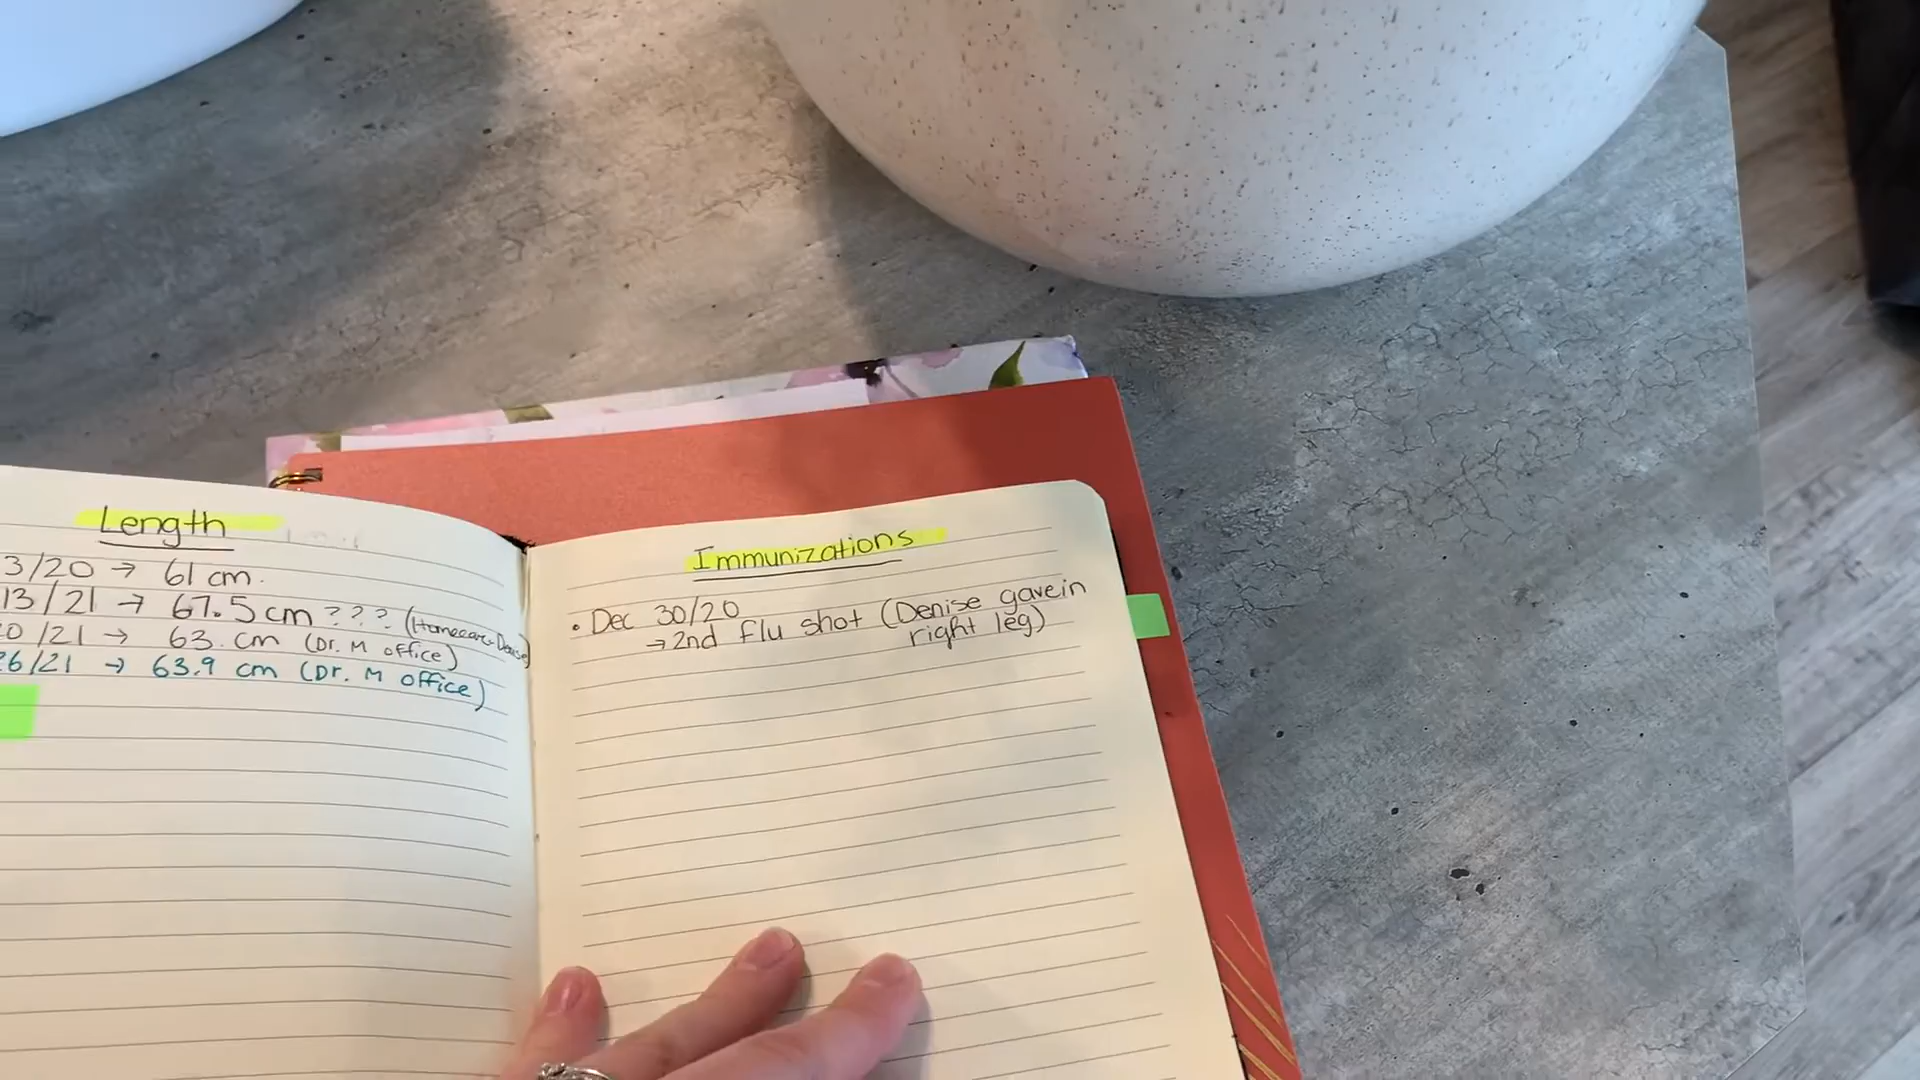 Length
3/20 → 61 cm.
13/21 → 67.5 cm ??? (Homecare-Denise)
20/21 → 63. cm (Dr. M office)
26/21 → 63.9 cm (Dr. M office)
Immunizations
• Dec 30/20
→ 2nd flu shot (Denise gave in
right leg)